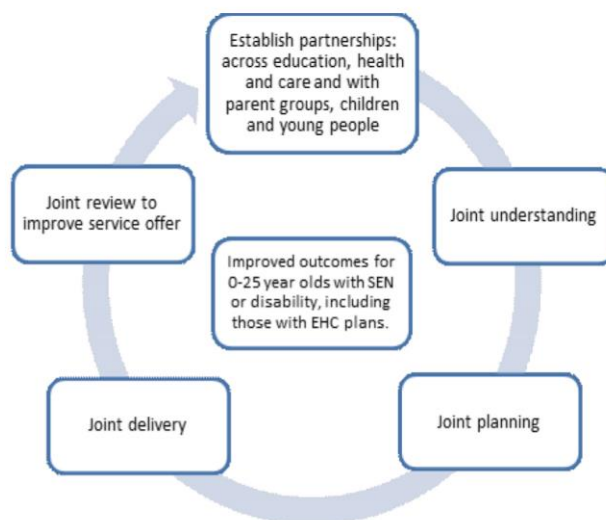 Establish partnerships:
across education, health
and care and with
parent groups, children
and young people
Joint understanding
Joint planning
Joint delivery
Joint review to
improve service offer
Improved outcomes for
0-25 year olds with SEN
or disability, including
those with EHC plans.